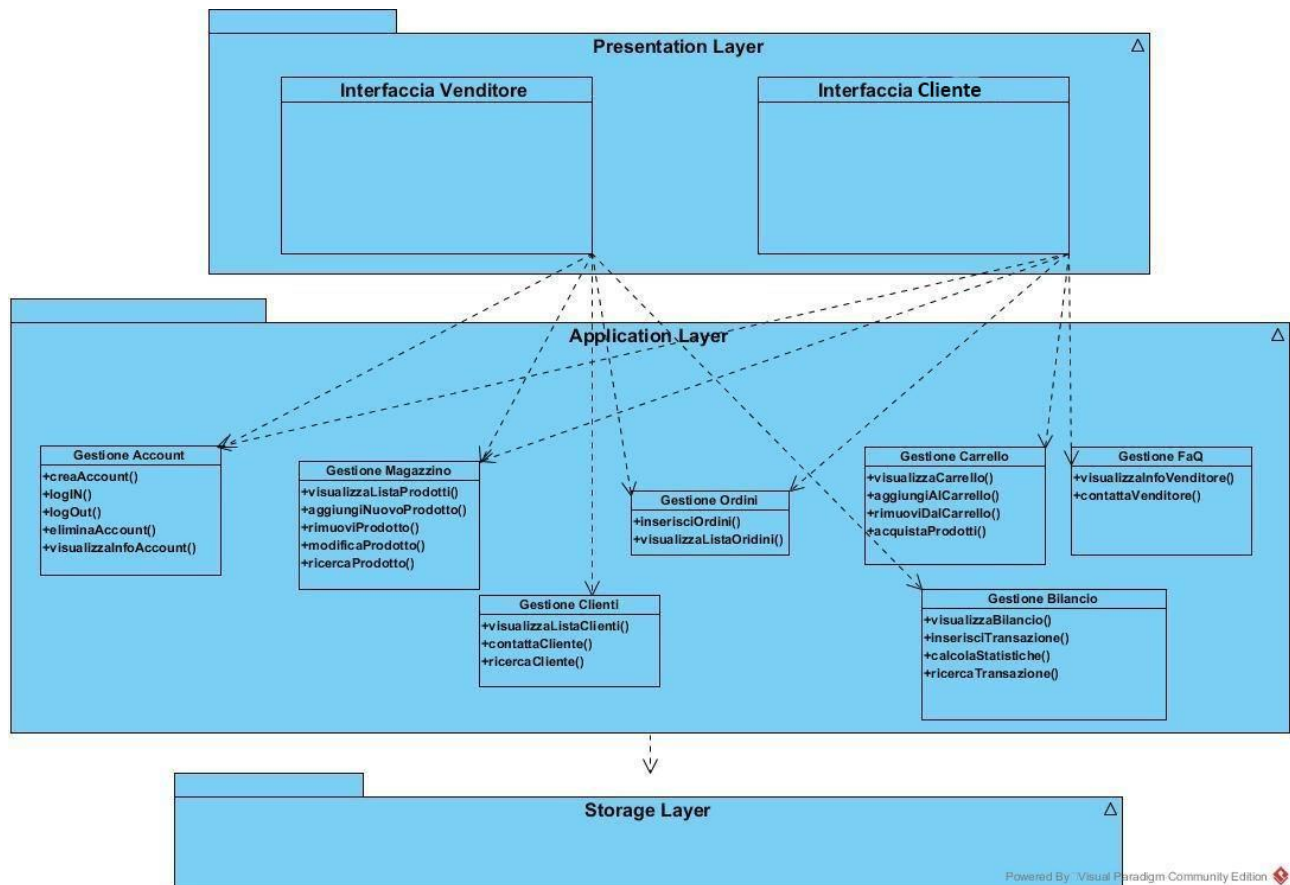 Presentation Layer
Interfaccia Venditore
Interfaccia Cliente
Application Layer
Gestione Account
+creaAccount()
+logIN()
+logOut()
+eliminaAccount()
+visualizzaInfoAccount()
Gestione Magazzino
+visualizzaListaProdotti()
+aggiungiNuovoProdotto()
+rimuoviProdotto()
+modificaProdotto()
+ricercaProdotto()
Gestione Ordini
+inserisciOrdini()
+visualizzaListaOridini()
Gestione Carrello
+visualizzaCarrello()
+aggiungiAlCarrello()
+rimuoviDalCarrello()
+acquistaProdotti()
Gestione FaQ
+visualizzaInfoVenditore()
+contattaVenditore()
Gestione Clienti
+visualizzaListaClienti()
+contattaCliente()
+ricercaCliente()
Gestione Bilancio
+visualizzaBilancio()
+inserisciTransazione()
+calcolaStatistiche()
+ricercaTransazione()
Storage Layer
Powered By Visual Paradigm Community Edition